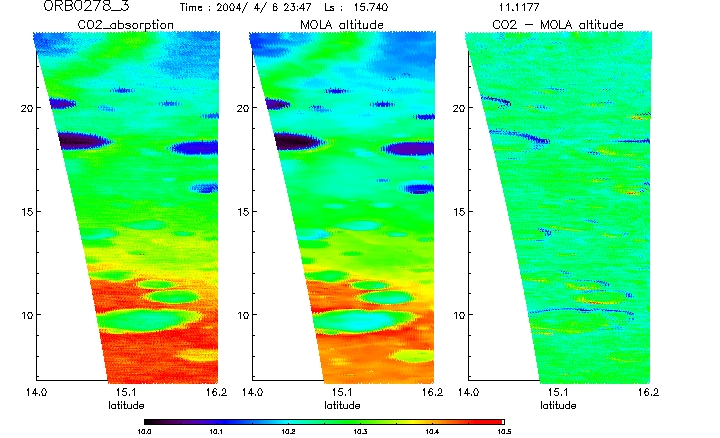 ORB0278_3 Time : 2004/ 4/ 6 23:47 Ls : 15.740 11.1177
CO2_absorption MOLA altitude CO2 - MOLA altitude
20 20 20
15 15 15
10 10 10
14.0 15.1 16.2 14.0 15.1 16.2 14.0 15.1 16.2
latitude latitude latitude
10.0 10.1 10.2 10.3 10.4 10.5